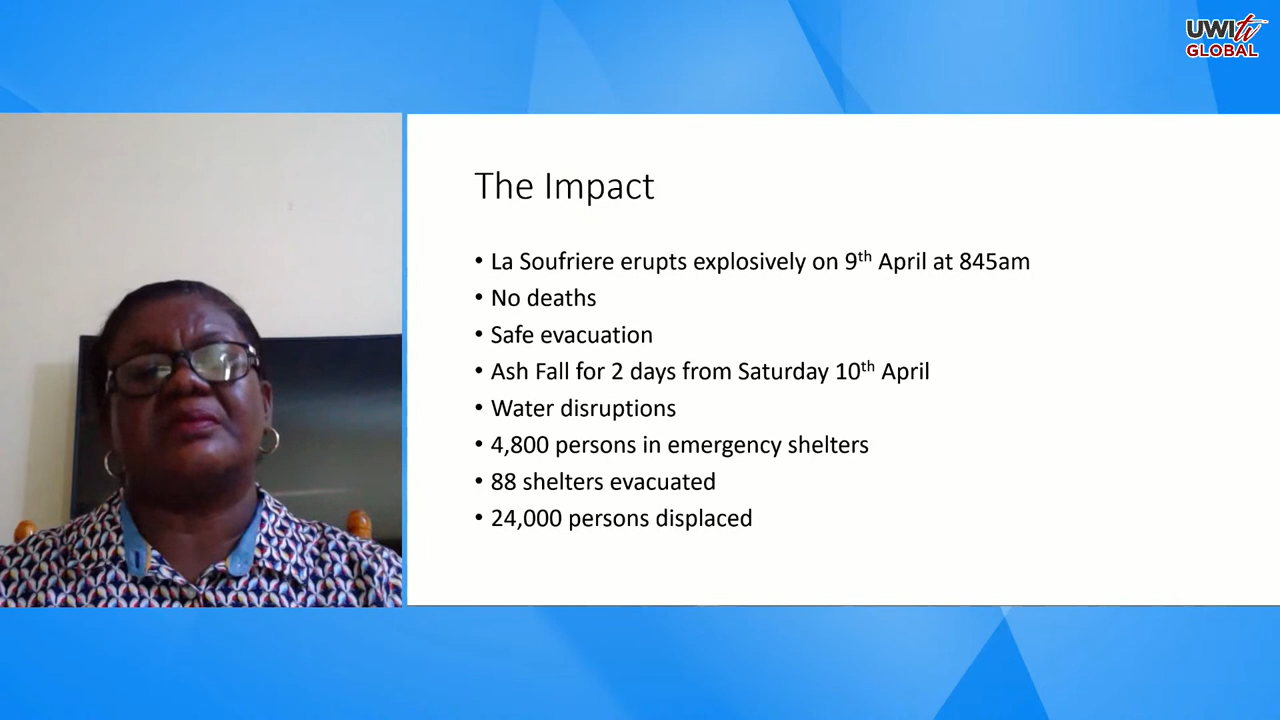 UWItv
GLOBAL
The Impact
• La Soufriere erupts explosively on 9th April at 845am
• No deaths
• Safe evacuation
• Ash Fall for 2 days from Saturday 10th April
• Water disruptions
• 4,800 persons in emergency shelters
• 88 shelters evacuated
• 24,000 persons displaced